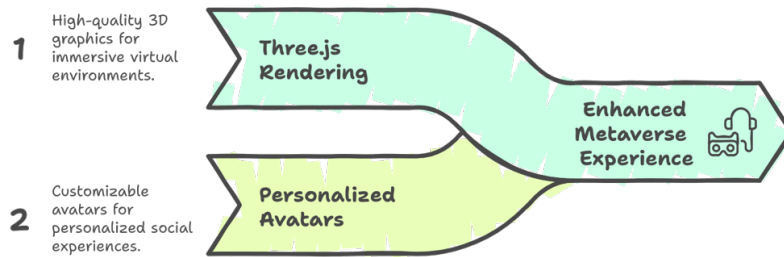 1
High-quality 3D
graphics for
immersive virtual
environments.
Three.js
Rendering
Enhanced
Metaverse
Experience
2
Customizable
avatars for
personalized social
experiences.
Personalized
Avatars